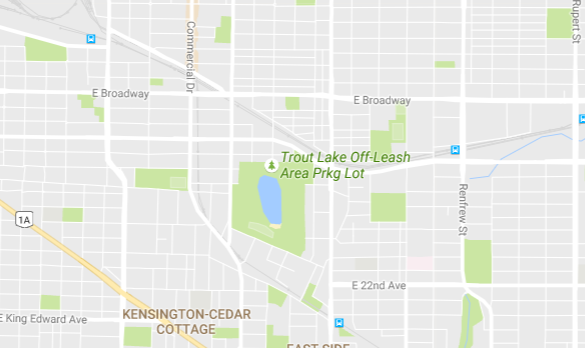 Rupert St
Commercial Dr
E Broadway
E Broadway
Trout Lake Off-Leash
Area Prkg Lot
Renfrew St
1A
E 22nd Ave
KENSINGTON-CEDAR
COTTAGE
E King Edward Ave
EAST SIDE